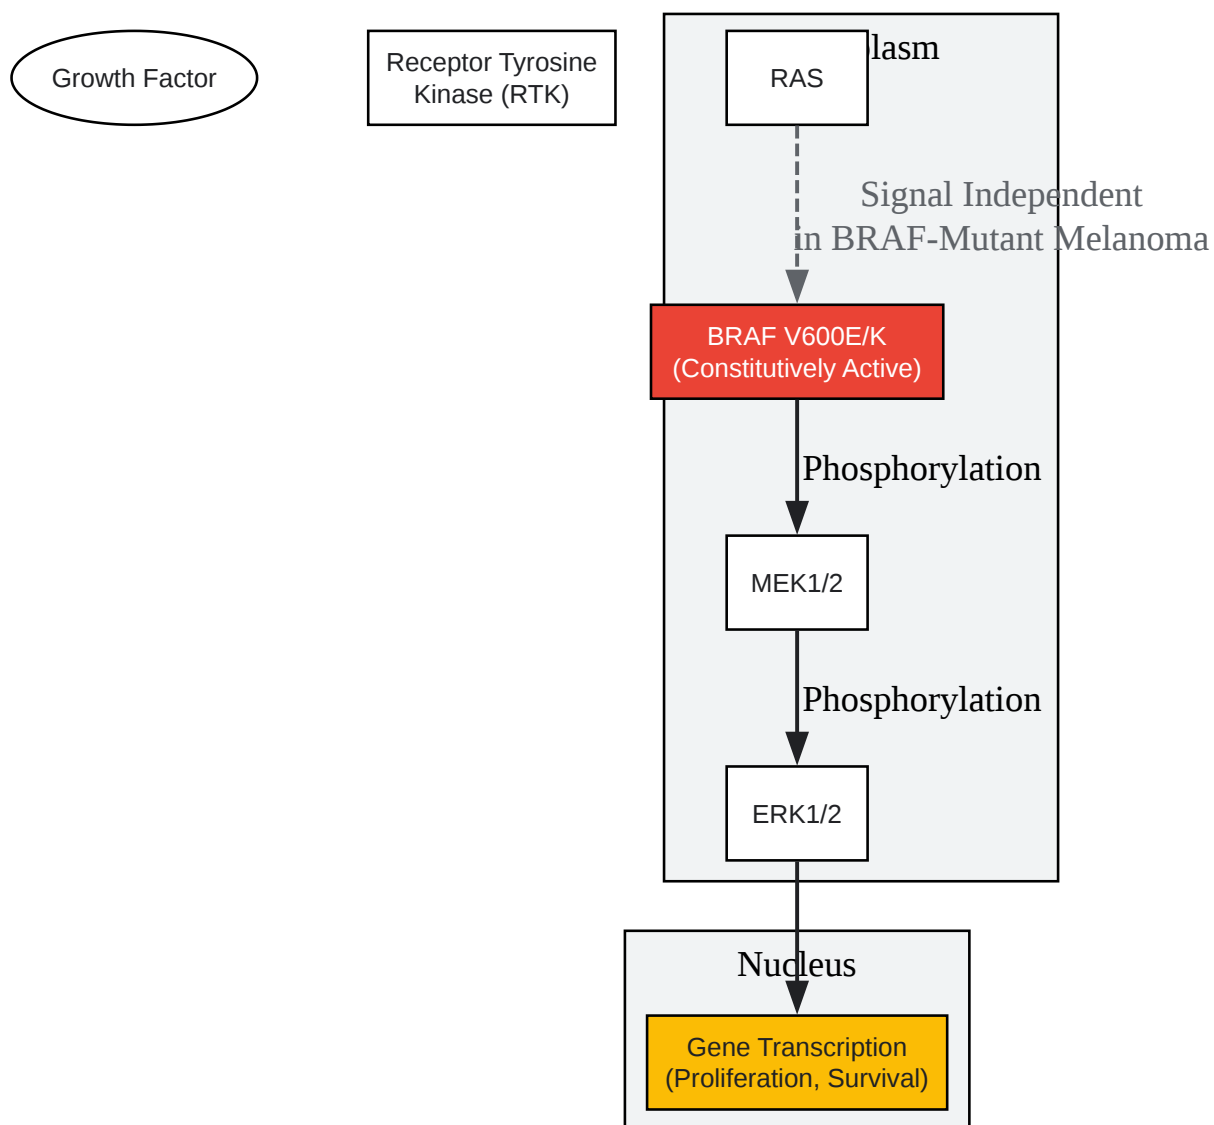 Growth Factor
Receptor Tyrosine
Kinase (RTK)
RAS
Signal Independent
in BRAF-Mutant Melanoma
BRAF V600E/K
(Constitutively Active)
Phosphorylation
MEK1/2
Phosphorylation
ERK1/2
Nucleus
Gene Transcription
(Proliferation, Survival)